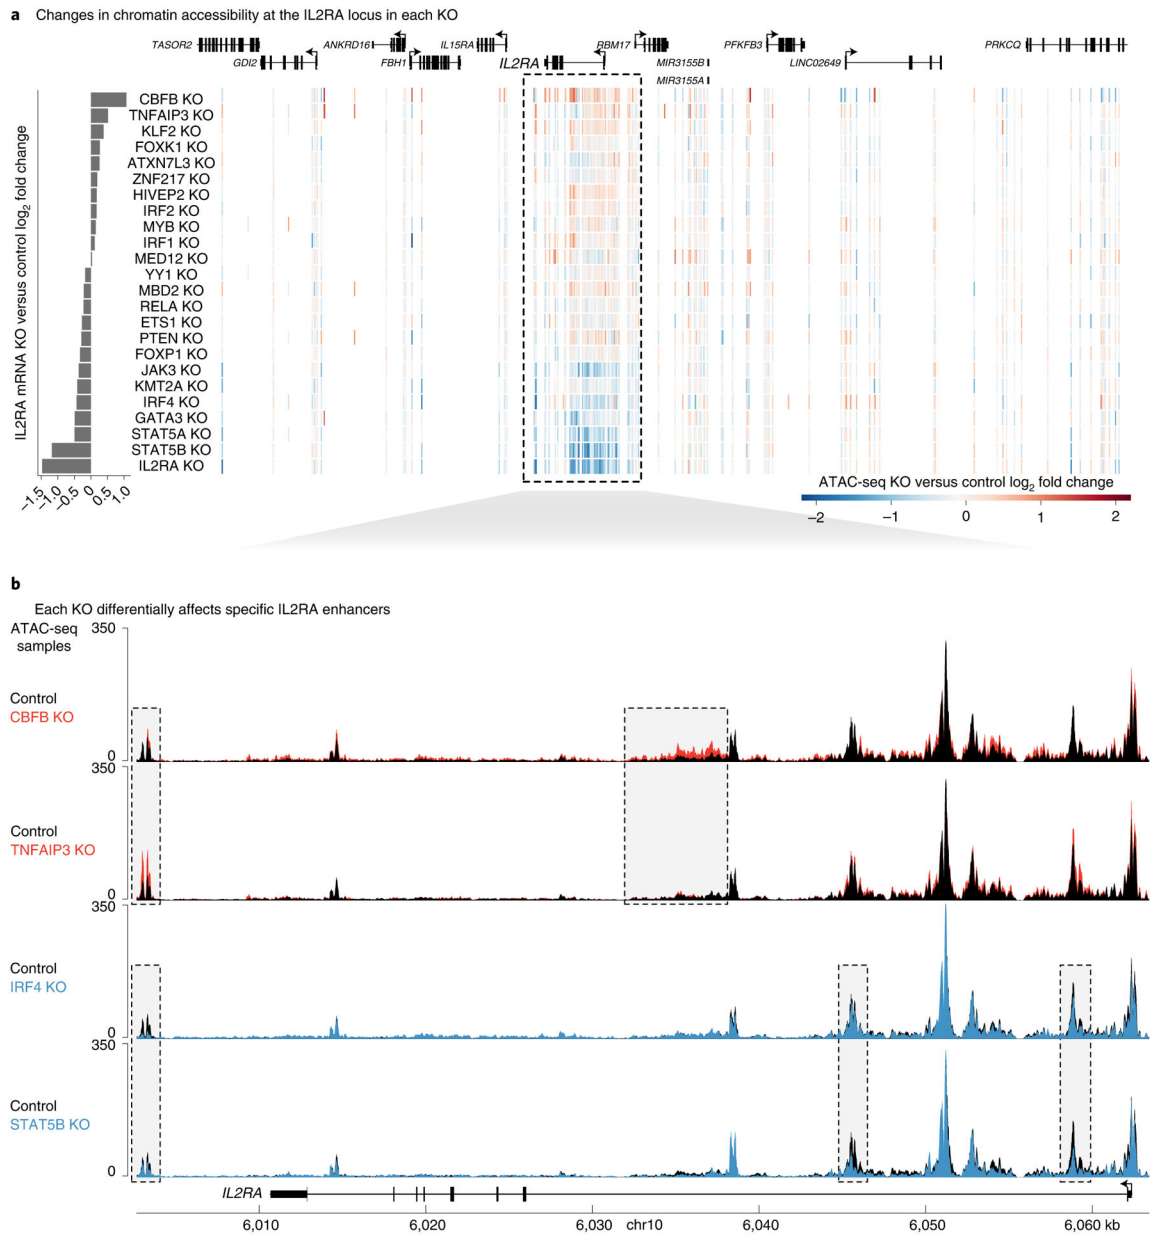 a Changes in chromatin accessibility at the IL2RA locus in each KO
TASOR2 ANKRD16 IL15RA RBM17 PFKFB3 PRKCQ
GDI2 FBH1 IL2RA MIR3155B LINC02649
MIR3155A
IL2RA mRNA KO versus control log2 fold change
CBFB KO
TNFAIP3 KO
KLF2 KO
FOXK1 KO
ATXN7L3 KO
ZNF217 KO
HIVEP2 KO
IRF2 KO
MYB KO
IRF1 KO
MED12 KO
YY1 KO
MBD2 KO
RELA KO
ETS1 KO
PTEN KO
FOXP1 KO
JAK3 KO
KMT2A KO
IRF4 KO
GATA3 KO
STAT5A KO
STAT5B KO
IL2RA KO
−1.5 −1.0 −0.5 0 0.5 1.0
ATAC-seq KO versus control log2 fold change
−2 −1 0 1 2
b
Each KO differentially affects specific IL2RA enhancers
ATAC-seq samples
350
Control
CBFB KO
0
350
Control
TNFAIP3 KO
0
350
Control
IRF4 KO
0
350
Control
STAT5B KO
0
IL2RA
6,010 6,020 6,030 chr10 6,040 6,050 6,060 kb